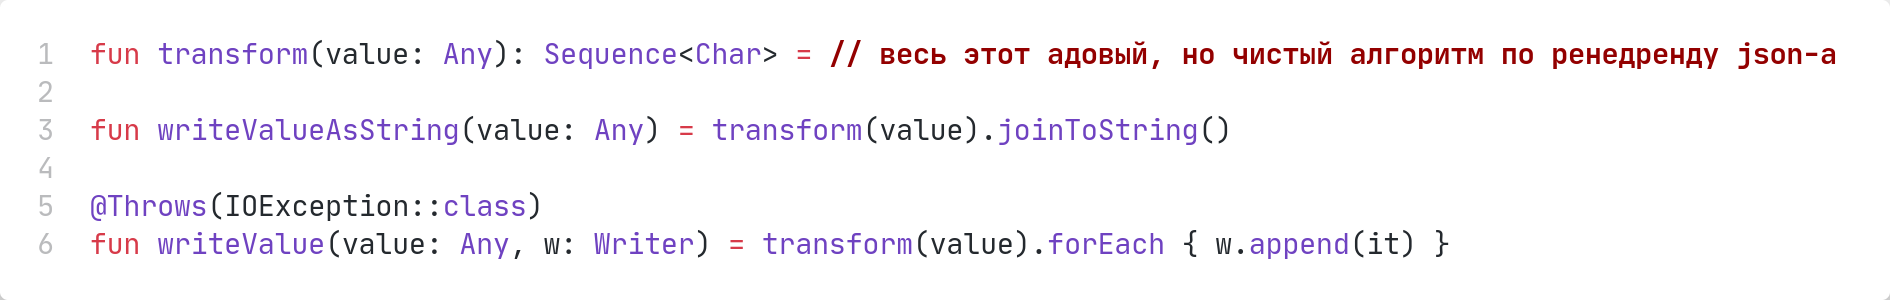 1 fun transform(value: Any): Sequence<Char> = // весь этот адовый, но чистый алгоритм по ренедренду json-а
2
3 fun writeValueAsString(value: Any) = transform(value).joinToString()
4
5 @Throws(IOException::class)
6 fun writeValue(value: Any, w: Writer) = transform(value).forEach { w.append(it) }